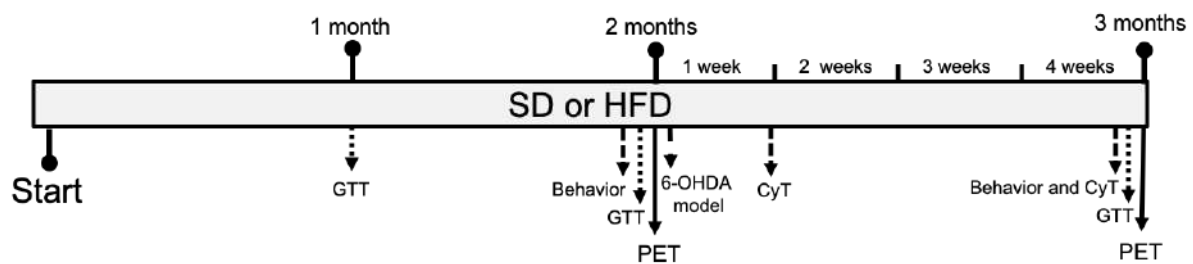 1 month
2 months
3 months
1 week
2 weeks
3 weeks
4 weeks
SD or HFD
Start
GTT
Behavior
GTT
PET
6-OHDA
model
CyT
Behavior and CyT
GTT
PET